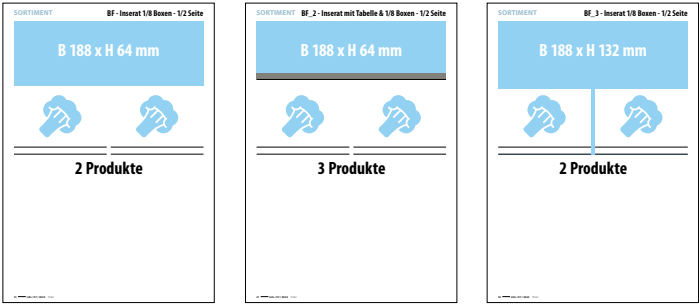 SORTIMENT BF - Inserat 1/8 Boxen - 1/2 Seite
B 188 x H 64 mm
2 Produkte
SORTIMENT BF_2 - Inserat mit Tabelle & 1/8 Boxen - 1/2 Seite
B 188 x H 64 mm
3 Produkte
SORTIMENT BF_3 - Inserat 1/8 Boxen - 1/2 Seite
B 188 x H 132 mm
2 Produkte